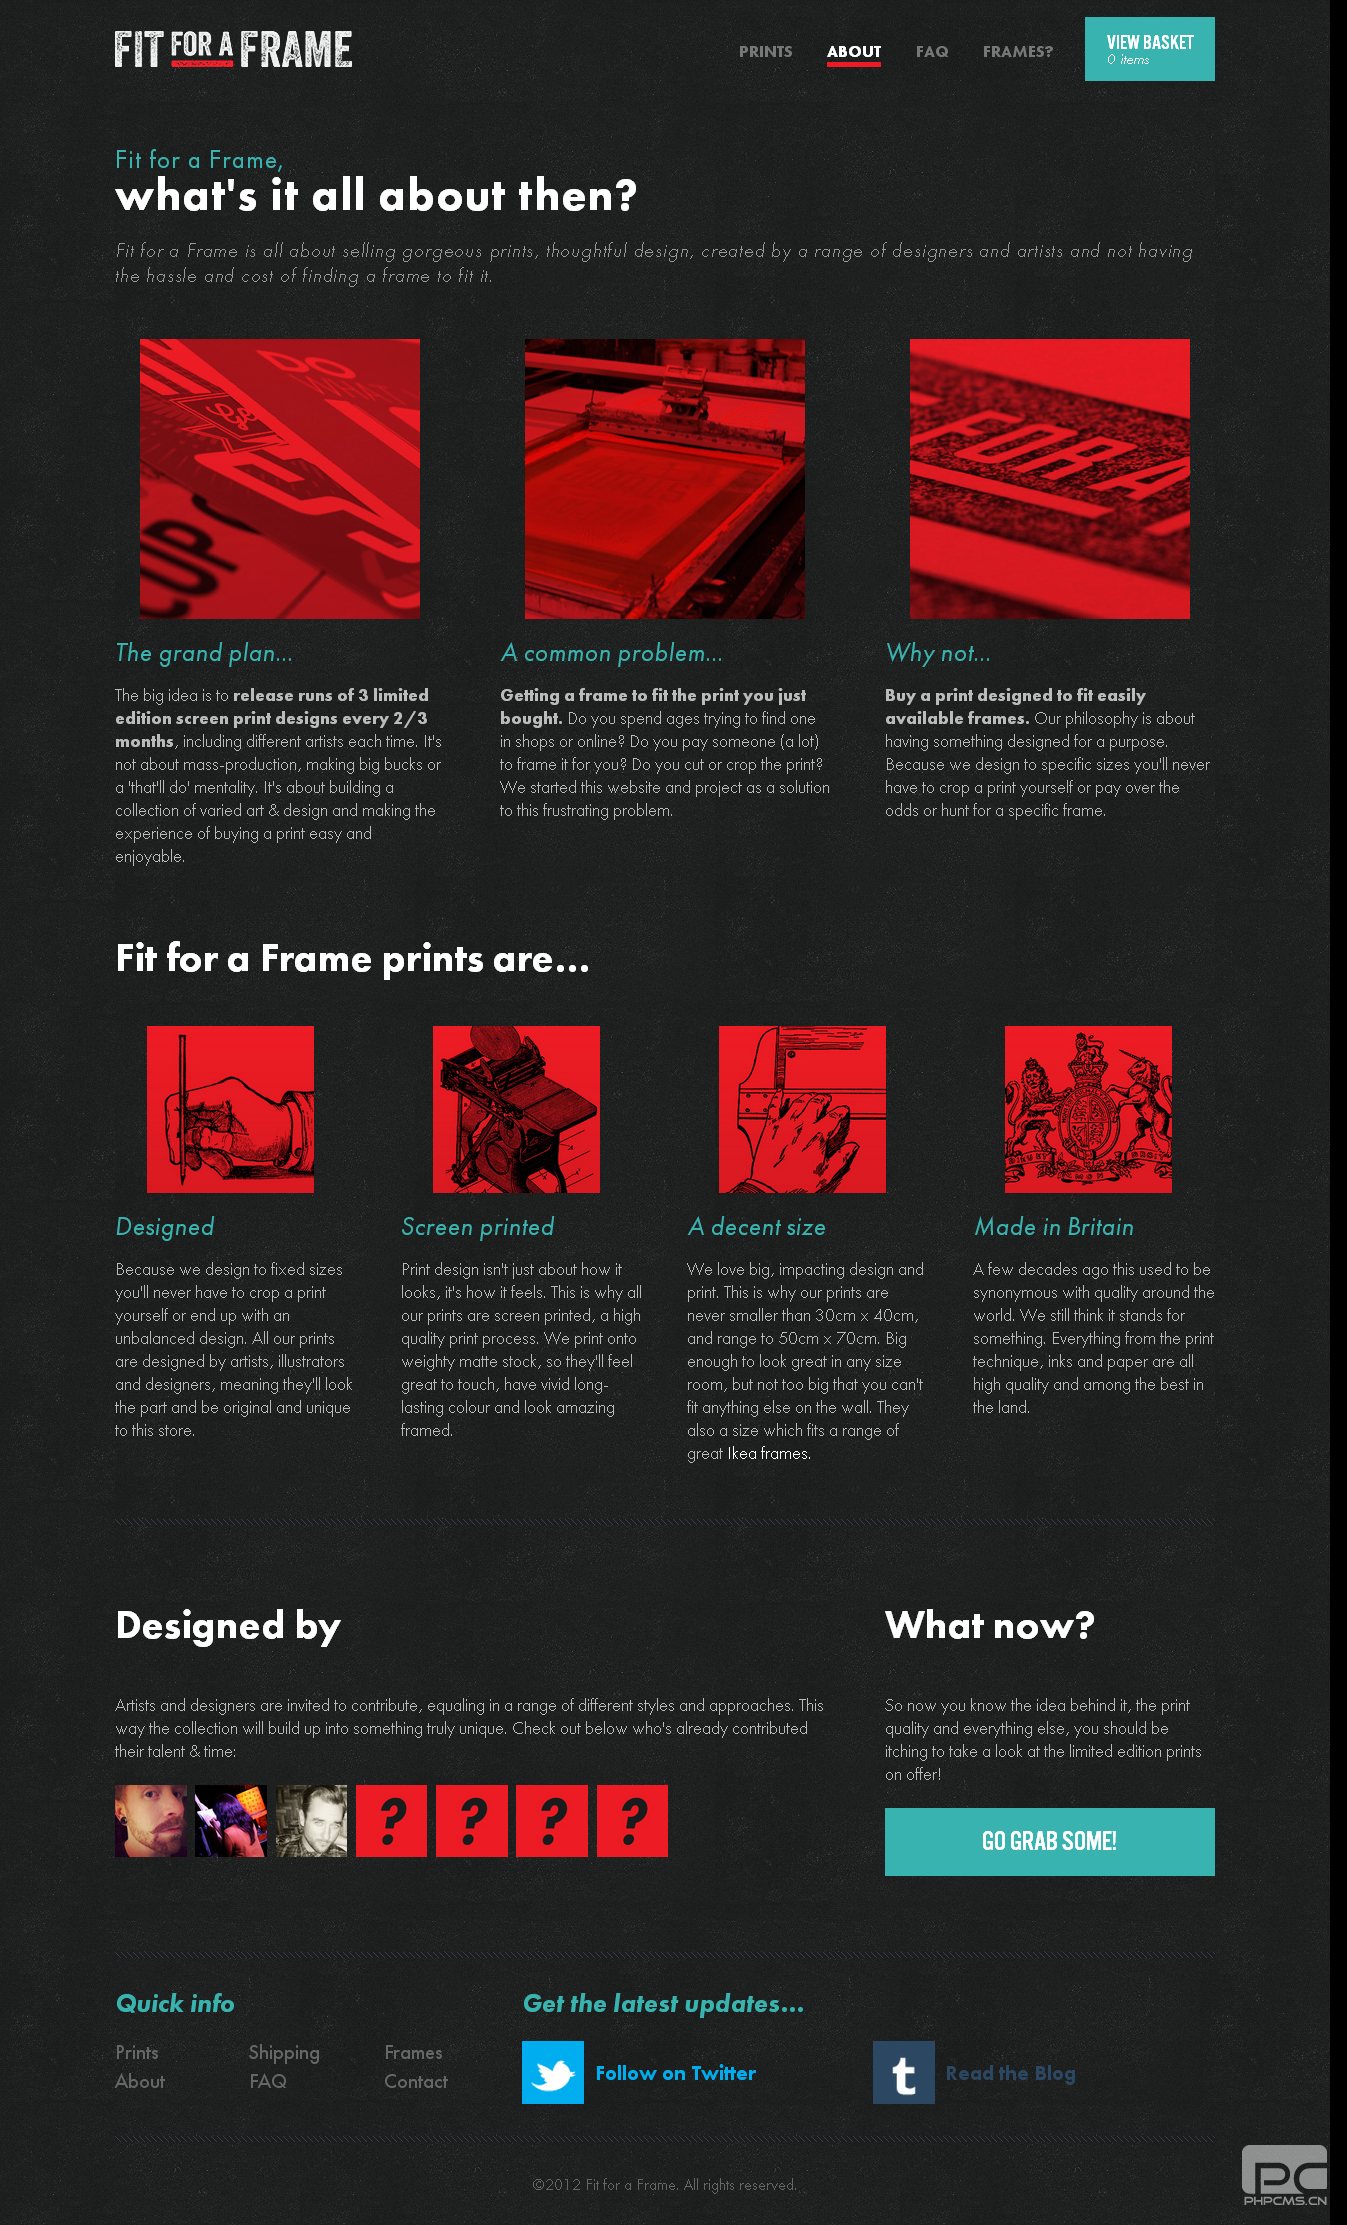 FIT FOR A FRAME
PRINTS
ABOUT
FAQ
FRAMES?
VIEW BASKET
0 items
Fit for a Frame,
what's it all about then?
Fit for a Frame is all about selling gorgeous prints, thoughtful design, created by a range of designers and artists and not having
the hassle and cost of finding a frame to fit it.
DO
CUP
FOR A
The grand plan...
The big idea is to release runs of 3 limited
edition screen print designs every 2/3
months, including different artists each time. It's
not about mass-production, making big bucks or
a 'that'll do' mentality. It's about building a
collection of varied art & design and making the
experience of buying a print easy and
enjoyable.
A common problem...
Getting a frame to fit the print you just
bought. Do you spend ages trying to find one
in shops or online? Do you pay someone (a lot)
to frame it for you? Do you cut or crop the print?
We started this website and project as a solution
to this frustrating problem.
Why not...
Buy a print designed to fit easily
available frames. Our philosophy is about
having something designed for a purpose.
Because we design to specific sizes you'll never
have to crop a print yourself or pay over the
odds or hunt for a specific frame.
Fit for a Frame prints are...
Designed
Because we design to fixed sizes
you'll never have to crop a print
yourself or end up with an
unbalanced design. All our prints
are designed by artists, illustrators
and designers, meaning they'll look
the part and be original and unique
to this store.
Screen printed
Print design isn't just about how it
looks, it's how it feels. This is why all
our prints are screen printed, a high
quality print process. We print onto
weighty matte stock, so they'll feel
great to touch, have vivid long-
lasting colour and look amazing
framed.
A decent size
We love big, impacting design and
print. This is why our prints are
never smaller than 30cm x 40cm,
and range to 50cm x 70cm. Big
enough to look great in any size
room, but not too big that you can't
fit anything else on the wall. They
also a size which fits a range of
great Ikea frames.
Made in Britain
A few decades ago this used to be
synonymous with quality around the
world. We still think it stands for
something. Everything from the print
technique, inks and paper are all
high quality and among the best in
the land.
Designed by
Artists and designers are invited to contribute, equaling in a range of different styles and approaches. This
way the collection will build up into something truly unique. Check out below who's already contributed
their talent & time:
? ? ? ?
What now?
So now you know the idea behind it, the print
quality and everything else, you should be
itching to take a look at the limited edition prints
on offer!
GO GRAB SOME!
Quick info
Prints
Shipping
Frames
About
FAQ
Contact
Get the latest updates...
Follow on Twitter
t
Read the Blog
©2012 Fit for a Frame. All rights reserved.
PC
PHPCMS.CN